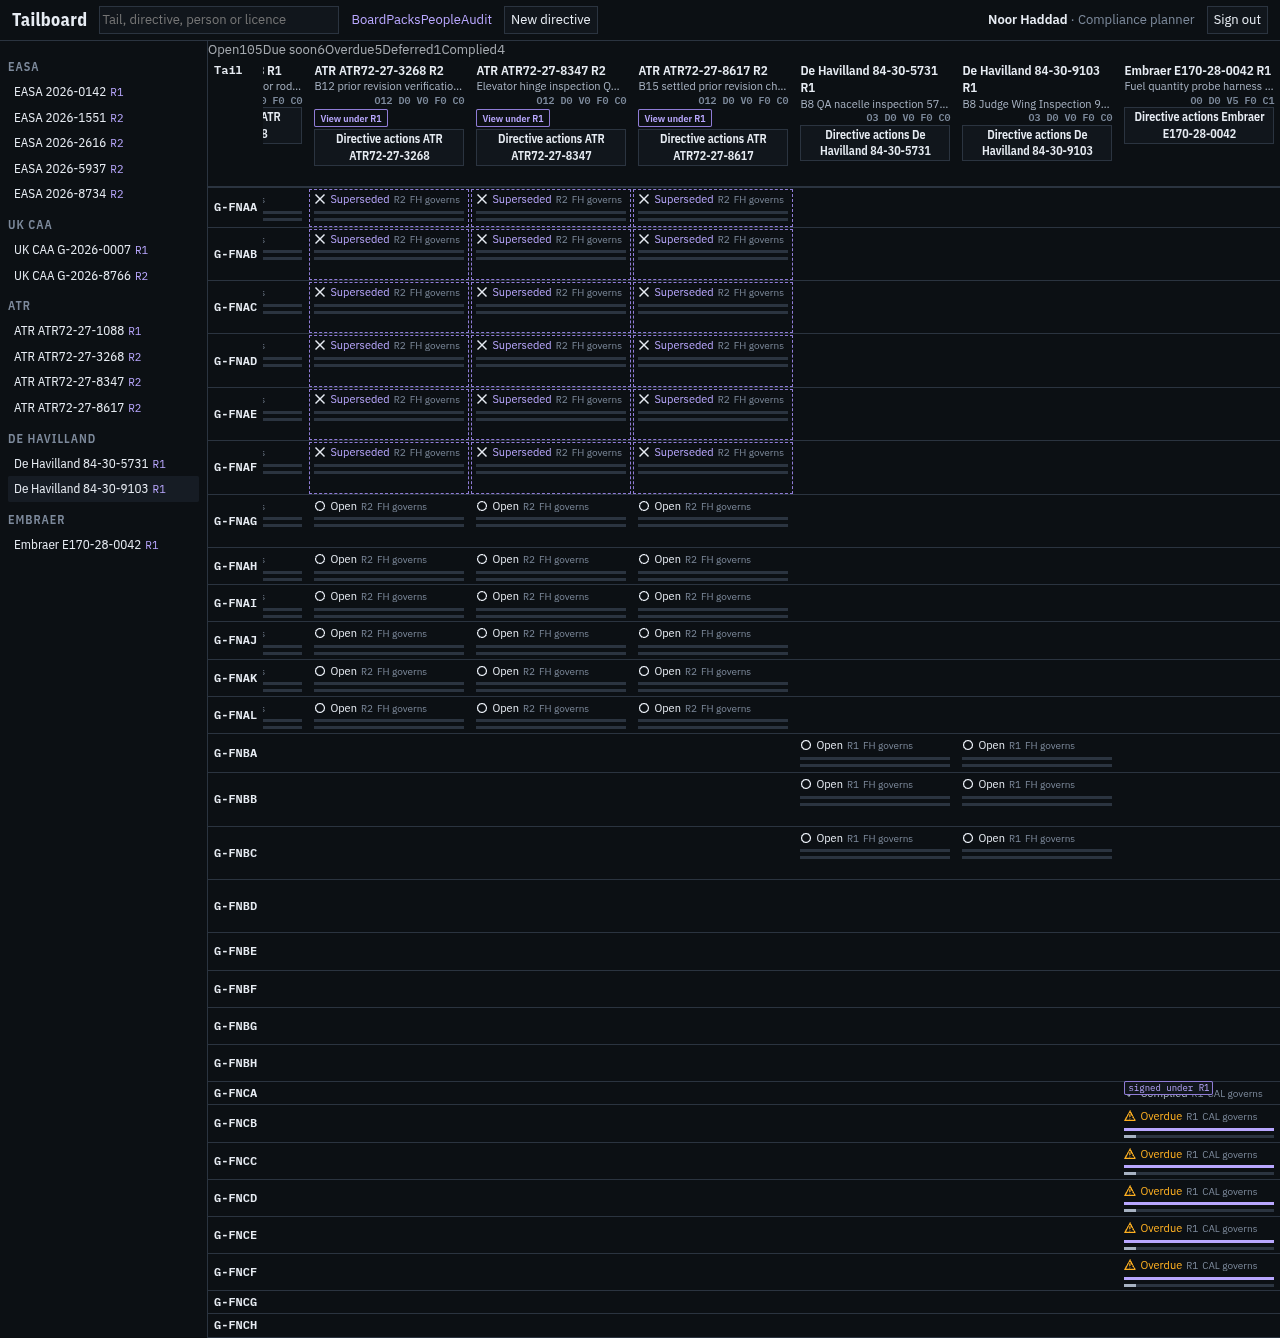 Tailboard
Tail, directive, person or licence
BoardPacksPeopleAudit
New directive
Noor Haddad · Compliance planner
Sign out
EASA
EASA 2026-0142 R1
EASA 2026-1551 R2
EASA 2026-2616 R2
EASA 2026-5937 R2
EASA 2026-8734 R2
UK CAA
UK CAA G-2026-0007 R1
UK CAA G-2026-8766 R2
ATR
ATR ATR72-27-1088 R1
ATR ATR72-27-3268 R2
ATR ATR72-27-8347 R2
ATR ATR72-27-8617 R2
DE HAVILLAND
De Havilland 84-30-5731 R1
De Havilland 84-30-9103 R1
EMBRAER
Embraer E170-28-0042 R1
Open105Due soon6Overdue5Deferred1Complied4
Tail
R1
or rod...
F0 C0
ATR
8
ATR ATR72-27-3268 R2
B12 prior revision verificatio...
O12 D0 V0 F0 C0
View under R1
Directive actions ATR
ATR72-27-3268
ATR ATR72-27-8347 R2
Elevator hinge inspection Q...
O12 D0 V0 F0 C0
View under R1
Directive actions ATR
ATR72-27-8347
ATR ATR72-27-8617 R2
B15 settled prior revision ch...
O12 D0 V0 F0 C0
View under R1
Directive actions ATR
ATR72-27-8617
De Havilland 84-30-5731
R1
B8 QA nacelle inspection 57...
O3 D0 V0 F0 C0
Directive actions De
Havilland 84-30-5731
De Havilland 84-30-9103
R1
B8 Judge Wing Inspection 9...
O3 D0 V0 F0 C0
Directive actions De
Havilland 84-30-9103
Embraer E170-28-0042 R1
Fuel quantity probe harness ...
O0 D0 V5 F0 C1
Directive actions Embraer
E170-28-0042
G-FNAA Superseded R2 FH governs Superseded R2 FH governs Superseded R2 FH governs
G-FNAB Superseded R2 FH governs Superseded R2 FH governs Superseded R2 FH governs
G-FNAC Superseded R2 FH governs Superseded R2 FH governs Superseded R2 FH governs
G-FNAD Superseded R2 FH governs Superseded R2 FH governs Superseded R2 FH governs
G-FNAE Superseded R2 FH governs Superseded R2 FH governs Superseded R2 FH governs
G-FNAF Superseded R2 FH governs Superseded R2 FH governs Superseded R2 FH governs
G-FNAG Open R2 FH governs Open R2 FH governs Open R2 FH governs
G-FNAH Open R2 FH governs Open R2 FH governs Open R2 FH governs
G-FNAI Open R2 FH governs Open R2 FH governs Open R2 FH governs
G-FNAJ Open R2 FH governs Open R2 FH governs Open R2 FH governs
G-FNAK Open R2 FH governs Open R2 FH governs Open R2 FH governs
G-FNAL Open R2 FH governs Open R2 FH governs Open R2 FH governs
G-FNBA Open R1 FH governs Open R1 FH governs
G-FNBB Open R1 FH governs Open R1 FH governs
G-FNBC Open R1 FH governs Open R1 FH governs
G-FNBD
G-FNBE
G-FNBF
G-FNBG
G-FNBH
signed under R1
G-FNCA Complied R1 CAL governs
G-FNCB Overdue R1 CAL governs
G-FNCC Overdue R1 CAL governs
G-FNCD Overdue R1 CAL governs
G-FNCE Overdue R1 CAL governs
G-FNCF Overdue R1 CAL governs
G-FNCG
G-FNCH